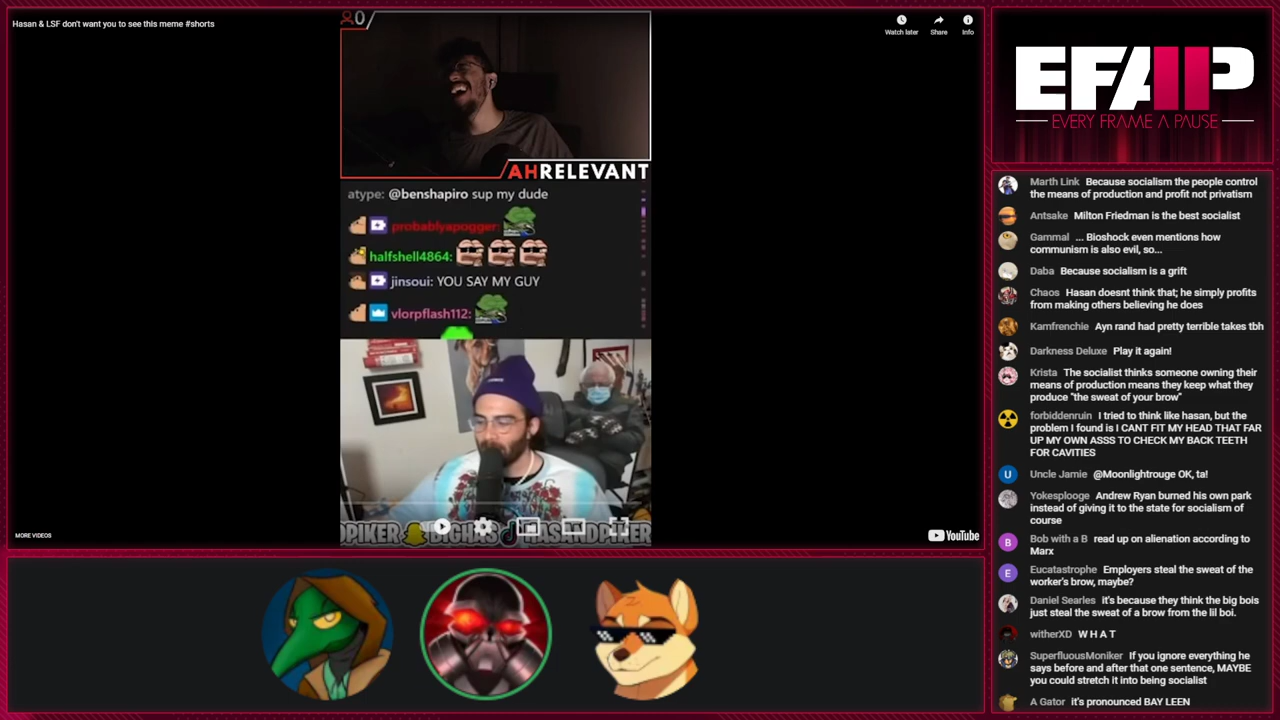 Hasan & LSF don't want you to see this meme #shorts
0
Watch later
Share
Info
AHRELEVANT
atype: @benshapiro sup my dude
probablyapogger:
halfshell4864:
jinsoui: YOU SAY MY GUY
vlorpflash112:
MORE VIDEOS
YouTube
EFAP
EVERY FRAME A PAUSE
Marth Link Because socialism the people control
the means of production and profit not privatism
Antsake Milton Friedman is the best socialist
Gammal ... Bioshock even mentions how
communism is also evil, so...
Daba Because socialism is a grift
Chaos Hasan doesnt think that; he simply profits
from making others believing he does
Kamfrenchie Ayn rand had pretty terrible takes tbh
Darkness Deluxe Play it again!
Krista The socialist thinks someone owning their
means of production means they keep what they
produce "the sweat of your brow"
forbiddenruin I tried to think like hasan, but the
problem I found is I CANT FIT MY HEAD THAT FAR
UP MY OWN ASSS TO CHECK MY BACK TEETH
FOR CAVITIES
U
Uncle Jamie @Moonlightrouge OK, ta!
Yokesplooge Andrew Ryan burned his own park
instead of giving it to the state for socialism of
course
B
Bob with a B read up on alienation according to
Marx
E
Eucatastrophe Employers steal the sweat of the
worker's brow, maybe?
Daniel Searles it's because they think the big bois
just steal the sweat of a brow from the lil boi.
witherXD W H A T
SuperfluousMoniker If you ignore everything he
says before and after that one sentence, MAYBE
you could stretch it into being socialist
A Gator it's pronounced BAY LEEN